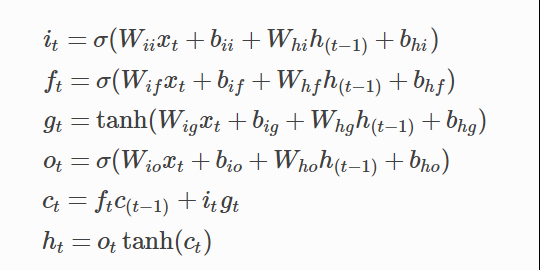 i_t = σ(W_{ii} x_t + b_{ii} + W_{hi} h_{(t−1)} + b_{hi})
f_t = σ(W_{if} x_t + b_{if} + W_{hf} h_{(t−1)} + b_{hf})
g_t = tanh(W_{ig} x_t + b_{ig} + W_{hg} h_{(t−1)} + b_{hg})
o_t = σ(W_{io} x_t + b_{io} + W_{ho} h_{(t−1)} + b_{ho})
c_t = f_t c_{(t−1)} + i_t g_t
h_t = o_t tanh(c_t)